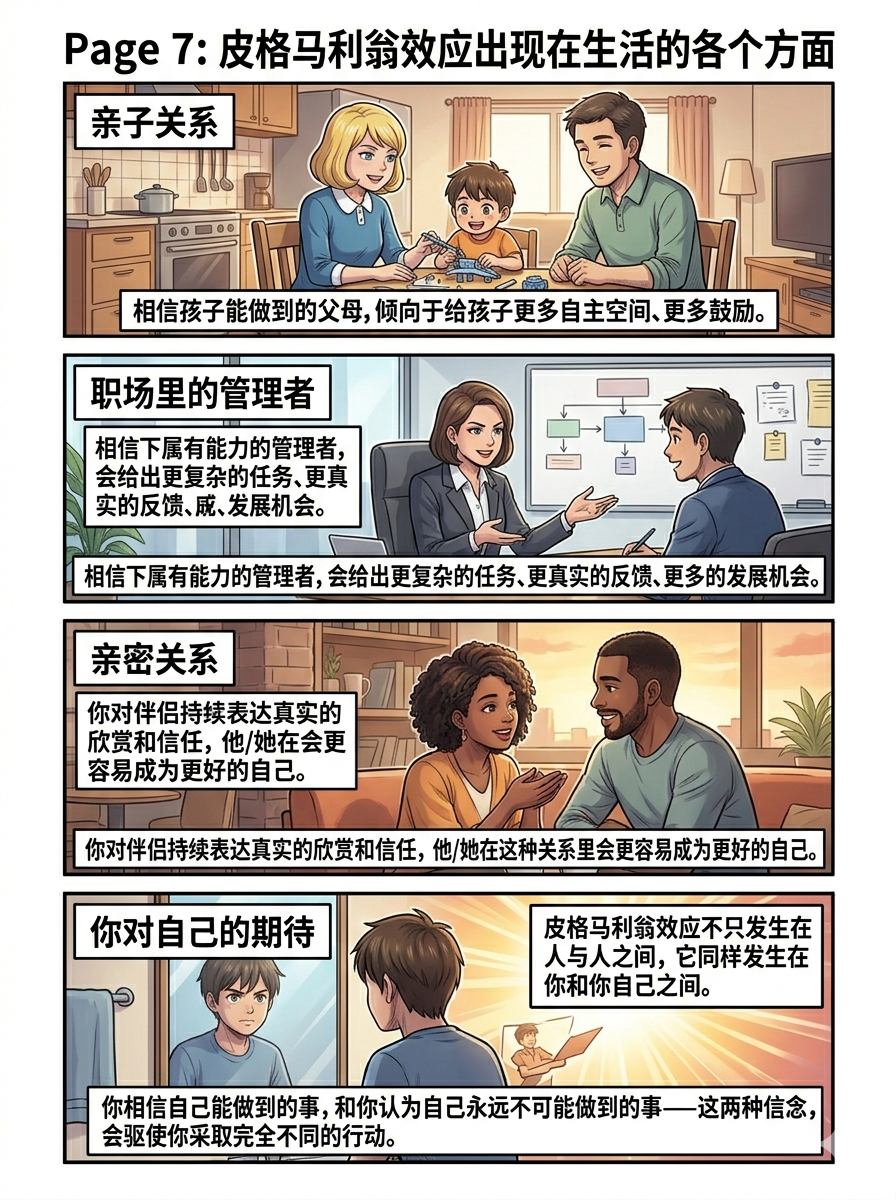 Page 7: 皮格马利翁效应出现在生活的各个方面
亲子关系
相信孩子能做到的父母，倾向于给孩子更多自主空间、更多鼓励。
职场里的管理者
相信下属有能力的管理者，
会给出更复杂的任务、更真
实的反馈、戚、发展机会。
相信下属有能力的管理者，会给出更复杂的任务、更真实的反馈、更多的发展机会。
亲密关系
你对伴侣持续表达真实的
欣赏和信任，他/她在会更
容易成为更好的自己。
你对伴侣持续表达真实的欣赏和信任，他/她在这种关系里会更容易成为更好的自己。
你对自己的期待
皮格马利翁效应不只发生在
人与人之间，它同样发生在
你和你自己之间。
你相信自己能做到的事，和你认为自己永远不可能做到的事——这两种信念，
会驱使你采取完全不同的行动。